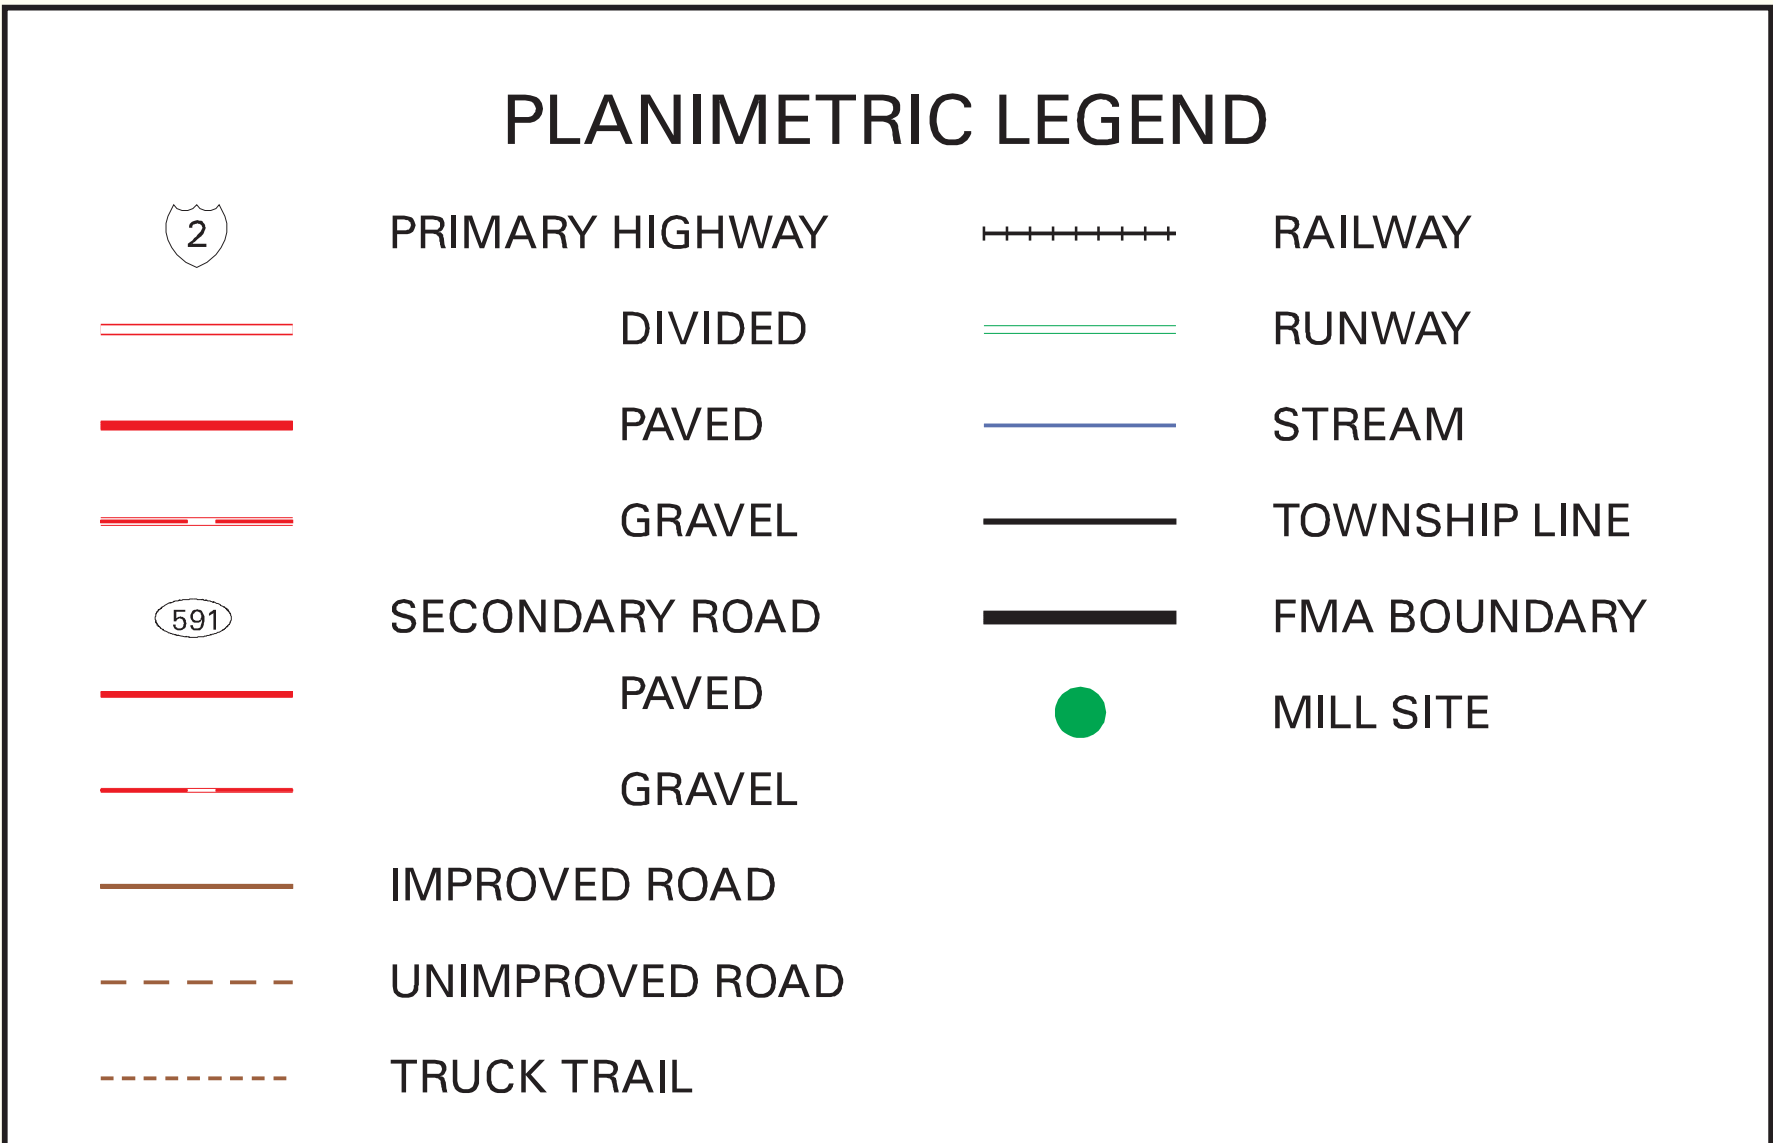 PLANIMETRIC LEGEND
2
PRIMARY HIGHWAY
DIVIDED
PAVED
GRAVEL
591
SECONDARY ROAD
PAVED
GRAVEL
IMPROVED ROAD
UNIMPROVED ROAD
TRUCK TRAIL
RAILWAY
RUNWAY
STREAM
TOWNSHIP LINE
FMA BOUNDARY
MILL SITE